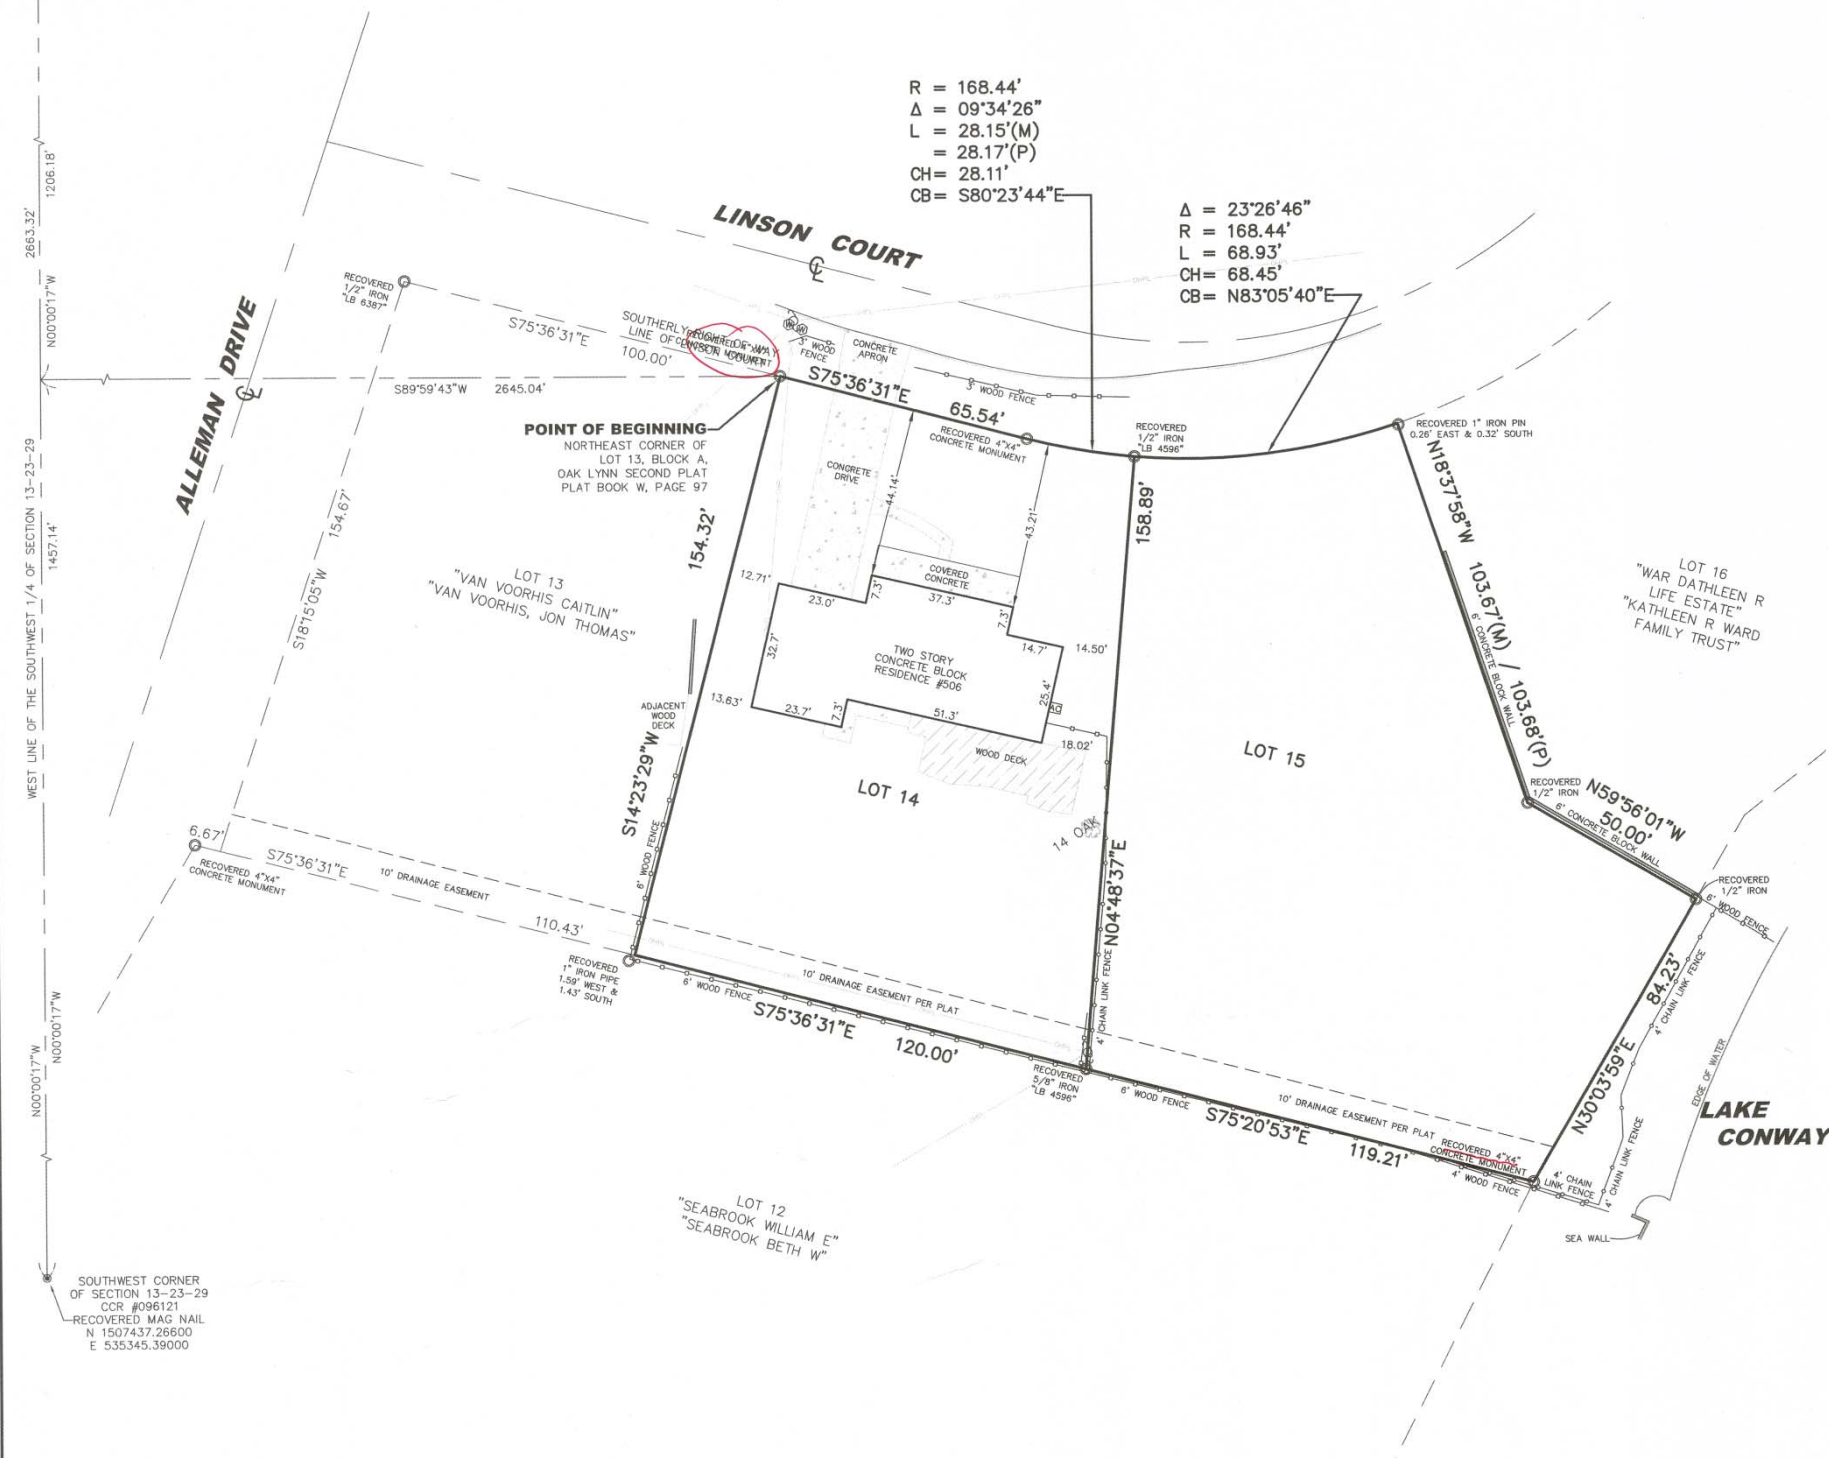 R = 168.44'
Δ = 09°34'26"
L = 28.15'(M)
= 28.17'(P)
CH= 28.11'
CB= S80°23'44"E
Δ = 23°26'46"
R = 168.44'
L = 68.93'
CH= 68.45'
CB= N83°05'40"E
LINSON COURT
CL
ALLEMAN DRIVE
CL
1206.18'
2663.32'
N00°00'17"W
WEST LINE OF THE SOUTHWEST 1/4 OF SECTION 13-23-29
1457.14'
N00°00'17"W
N00°00'17"W
RECOVERED
1/2" IRON
"LB 6387"
S75°36'31"E
100.00'
SOUTHERLY RIGHT-OF-WAY
LINE OF LINSON COURT
RECOVERED 4"X4"
CONCRETE MONUMENT
S89°59'43"W 2645.04'
W W
3' WOOD
FENCE
CONCRETE
APRON
3' WOOD FENCE
S75°36'31"E
65.54'
RECOVERED 4"X4"
CONCRETE MONUMENT
RECOVERED
1/2" IRON
"LB 4596"
RECOVERED 1" IRON PIN
0.26' EAST & 0.32' SOUTH
POINT OF BEGINNING
NORTHEAST CORNER OF
LOT 13, BLOCK A,
OAK LYNN SECOND PLAT
PLAT BOOK W, PAGE 97
CONCRETE
DRIVE
44.14'
43.21'
158.89'
N18°37'58"W 103.67'(M) / 103.68'(P)
6' CONCRETE BLOCK WALL
LOT 16
"WAR DATHLEEN R
LIFE ESTATE"
"KATHLEEN R WARD
FAMILY TRUST"
154.67'
S18°15'05"W
154.32'
LOT 13
"VAN VOORHIS CAITLIN"
"VAN VOORHIS, JON THOMAS"
12.71'
23.0'
7.3'
COVERED
CONCRETE
37.3'
7.3'
14.7'
14.50'
32.7'
TWO STORY
CONCRETE BLOCK
RESIDENCE #506
25.4'
AC
13.63'
23.7'
7.3'
51.3'
18.02'
WOOD DECK
ADJACENT
WOOD
DECK
S14°23'29"W
LOT 14
LOT 15
14 OAK
N04°48'37"E
RECOVERED
1/2" IRON
N59°56'01"W
50.00'
6' CONCRETE BLOCK WALL
RECOVERED
1/2" IRON
6' WOOD FENCE
6.67'
S75°36'31"E
RECOVERED 4"X4"
CONCRETE MONUMENT
10' DRAINAGE EASEMENT
110.43'
6' WOOD FENCE
RECOVERED
1" IRON PIPE
1.59' WEST &
1.43' SOUTH
6' WOOD FENCE
10' DRAINAGE EASEMENT PER PLAT
S75°36'31"E
120.00'
4' CHAIN LINK FENCE
RECOVERED
5/8" IRON
"LB 4596"
6' WOOD FENCE
10' DRAINAGE EASEMENT PER PLAT
S75°20'53"E
119.21'
RECOVERED 4"X4"
CONCRETE MONUMENT
4' WOOD FENCE
4' CHAIN
LINK FENCE
84.23'
N30°03'59"E
4' CHAIN LINK FENCE
4' CHAIN LINK FENCE
EDGE OF WATER
LAKE
CONWAY
SEA WALL
LOT 12
"SEABROOK WILLIAM E"
"SEABROOK BETH W"
SOUTHWEST CORNER
OF SECTION 13-23-29
CCR #096121
RECOVERED MAG NAIL
N 1507437.26600
E 535345.39000